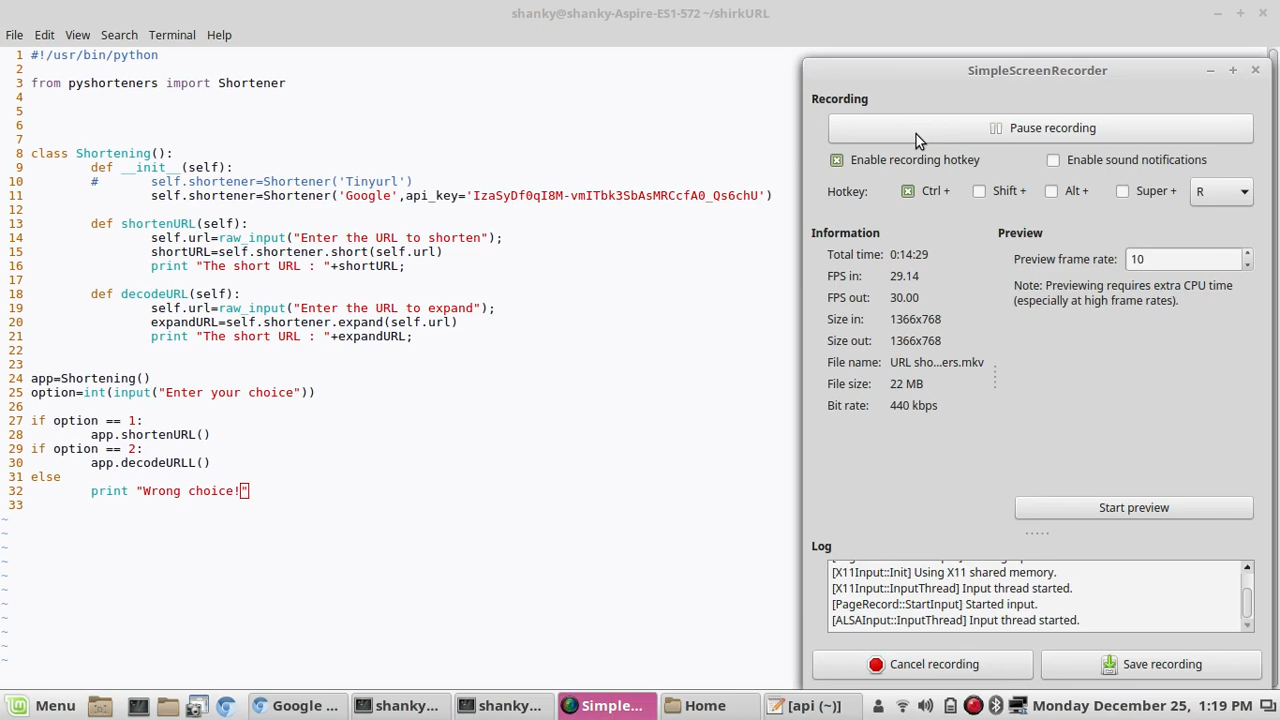 shanky@shanky-Aspire-ES1-572 ~/shirkURL
File Edit View Search Terminal Help
1 #!/usr/bin/python
2
3 from pyshorteners import Shortener
4
5
6
7
8 class Shortening():
9 def __init__(self):
10 # self.shortener=Shortener('Tinyurl')
11 self.shortener=Shortener('Google',api_key='IzaSyDf0qI8M-vmITbk3SbAsMRCcfA0_Qs6chU')
12
13 def shortenURL(self):
14 self.url=raw_input("Enter the URL to shorten");
15 shortURL=self.shortener.short(self.url)
16 print "The short URL : "+shortURL;
17
18 def decodeURL(self):
19 self.url=raw_input("Enter the URL to expand");
20 expandURL=self.shortener.expand(self.url)
21 print "The short URL : "+expandURL;
22
23
24 app=Shortening()
25 option=int(input("Enter your choice"))
26
27 if option == 1:
28 app.shortenURL()
29 if option == 2:
30 app.decodeURLL()
31 else
32 print "Wrong choice!"
33
~
~
~
~
~
~
~
~
~
~
~
SimpleScreenRecorder
Recording
Pause recording
Enable recording hotkey Enable sound notifications
Hotkey: Ctrl + Shift + Alt + Super + R
Information
Total time: 0:14:29
FPS in: 29.14
FPS out: 30.00
Size in: 1366x768
Size out: 1366x768
File name: URL sho...ers.mkv
File size: 22 MB
Bit rate: 440 kbps
Preview
Preview frame rate: 10
Note: Previewing requires extra CPU time
(especially at high frame rates).
Start preview
Log
[X11Input::Init] Using X11 shared memory.
[X11Input::InputThread] Input thread started.
[PageRecord::StartInput] Started input.
[ALSAInput::InputThread] Input thread started.
Cancel recording Save recording
Menu Google ... shanky... shanky... Simple... Home [api (~)] Monday December 25, 1:19 PM